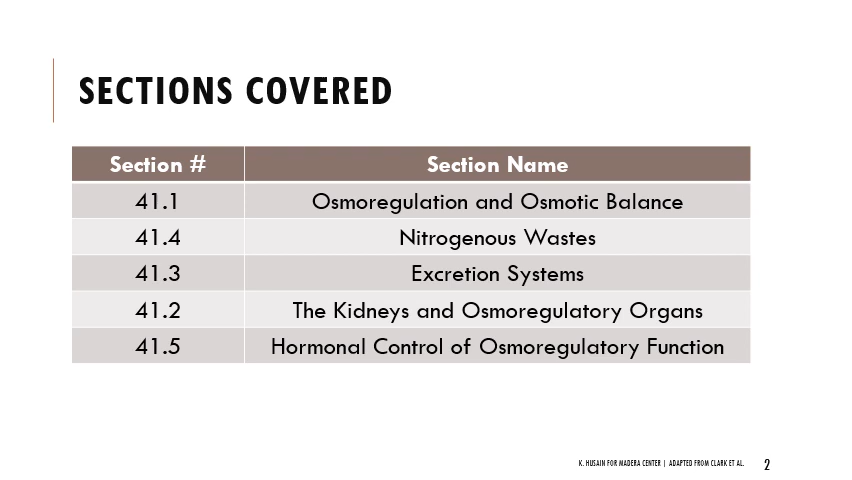 SECTIONS COVERED
Section # Section Name
41.1 Osmoregulation and Osmotic Balance
41.4 Nitrogenous Wastes
41.3 Excretion Systems
41.2 The Kidneys and Osmoregulatory Organs
41.5 Hormonal Control of Osmoregulatory Function
K. HUSAIN FOR MADERA CENTER | ADAPTED FROM CLARK ET AL. 2